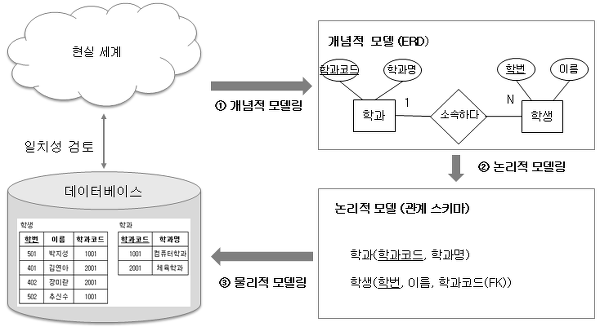 현실 세계
개념적 모델 (ERD)
학과코드
학과명
학번
이름
① 개념적 모델링
학과
1
소속하다
N
학생
일치성 검토
② 논리적 모델링
데이터베이스
논리적 모델 (관계 스키마)
학생
학번 이름 학과코드
501 박지성 1001
401 김연아 2001
402 장미란 2001
502 추신수 1001
학과
학과코드 학과명
1001 컴퓨터학과
2001 체육학과
학과(학과코드, 학과명)
학생(학번, 이름, 학과코드(FK))
③ 물리적 모델링